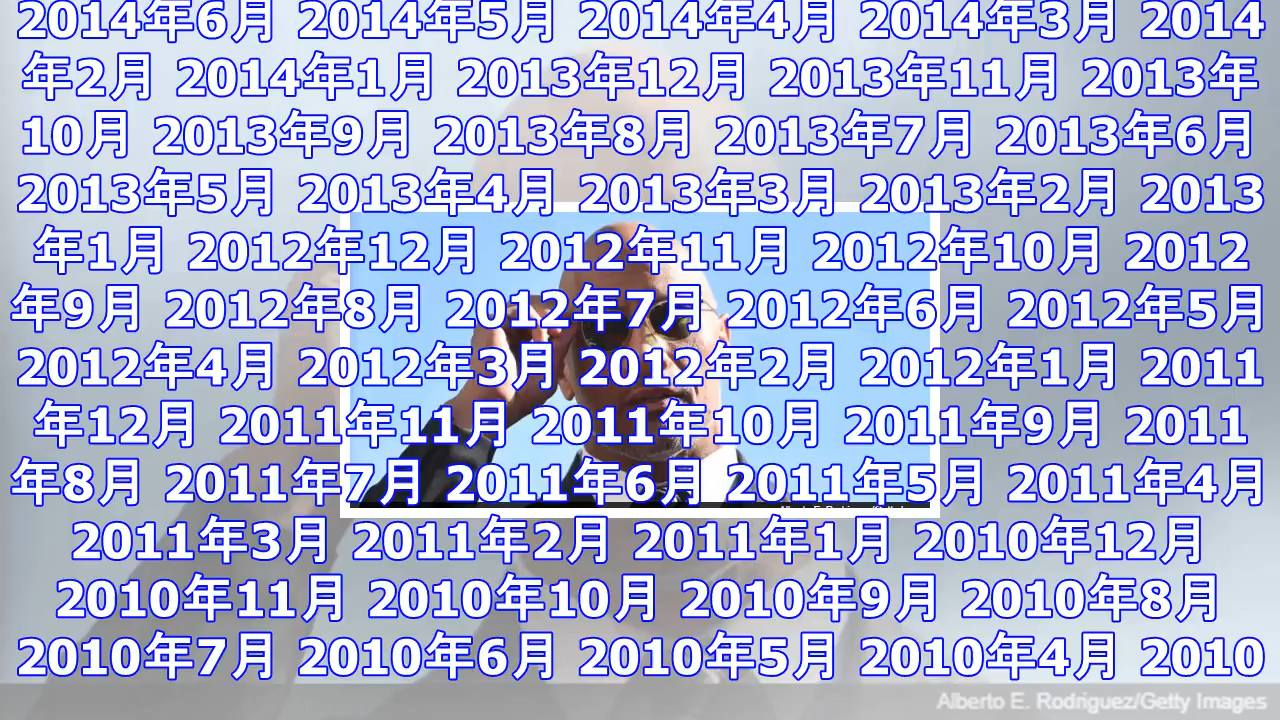 2014年6月 2014年5月 2014年4月 2014年3月 2014
年2月 2014年1月 2013年12月 2013年11月 2013年
10月 2013年9月 2013年8月 2013年7月 2013年6月
2013年5月 2013年4月 2013年3月 2013年2月 2013
年1月 2012年12月 2012年11月 2012年10月 2012
年9月 2012年8月 2012年7月 2012年6月 2012年5月
2012年4月 2012年3月 2012年2月 2012年1月 2011
年12月 2011年11月 2011年10月 2011年9月 2011
年8月 2011年7月 2011年6月 2011年5月 2011年4月
2011年3月 2011年2月 2011年1月 2010年12月
2010年11月 2010年10月 2010年9月 2010年8月
2010年7月 2010年6月 2010年5月 2010年4月 2010
Alberto E. Rodriguez/Getty Images